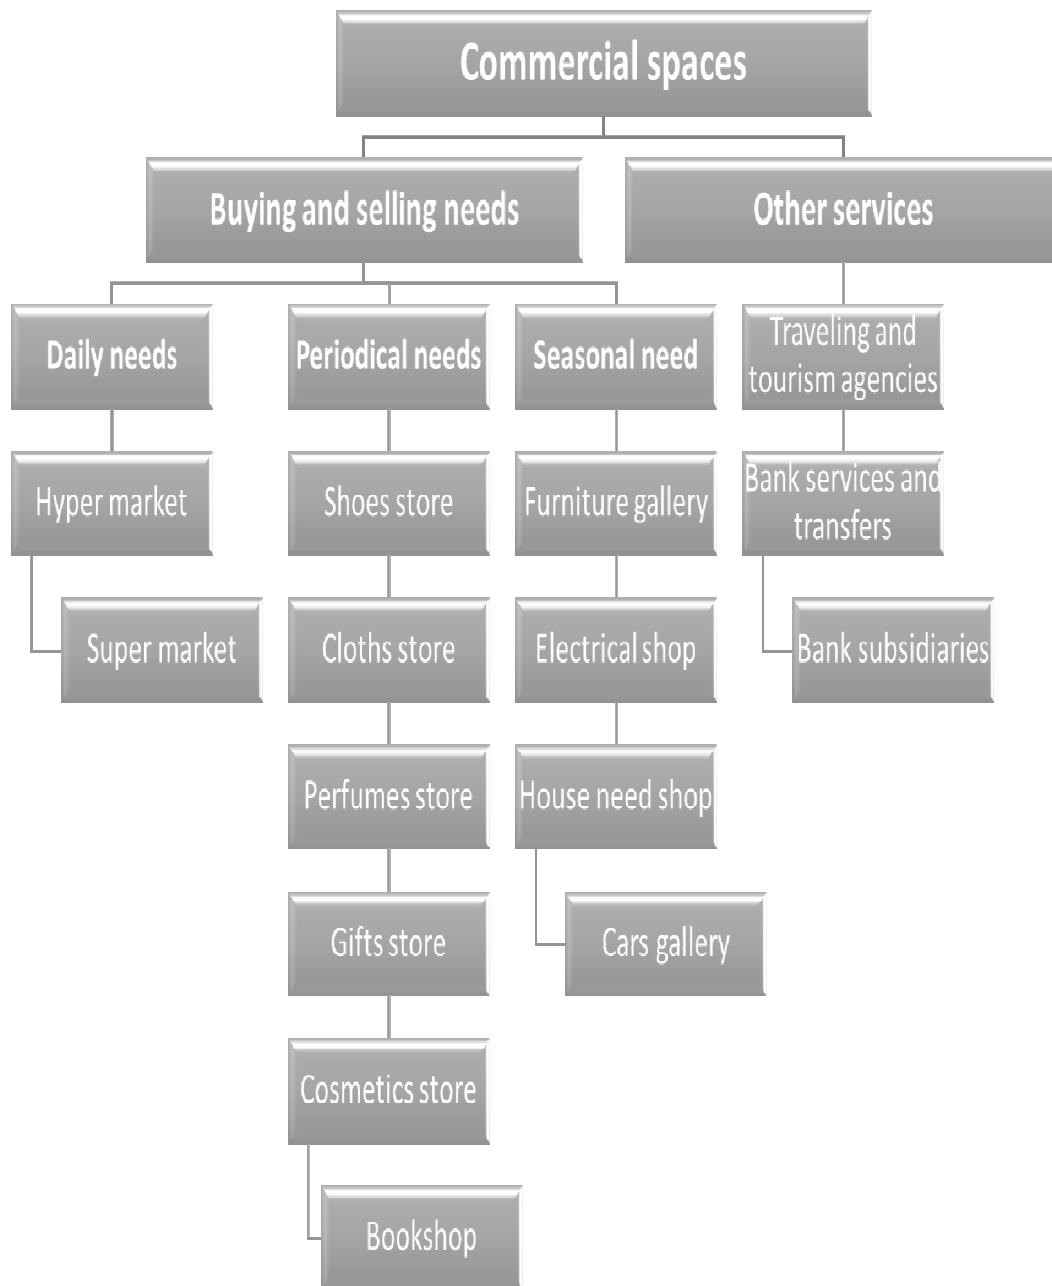 Commercial spaces
Buying and selling needs
Other services
Daily needs
Periodical needs
Seasonal need
Traveling and
tourism agencies
Hyper market
Shoes store
Furniture gallery
Bank services and
transfers
Super market
Cloths store
Electrical shop
Bank subsidiaries
Perfumes store
House need shop
Gifts store
Cars gallery
Cosmetics store
Bookshop